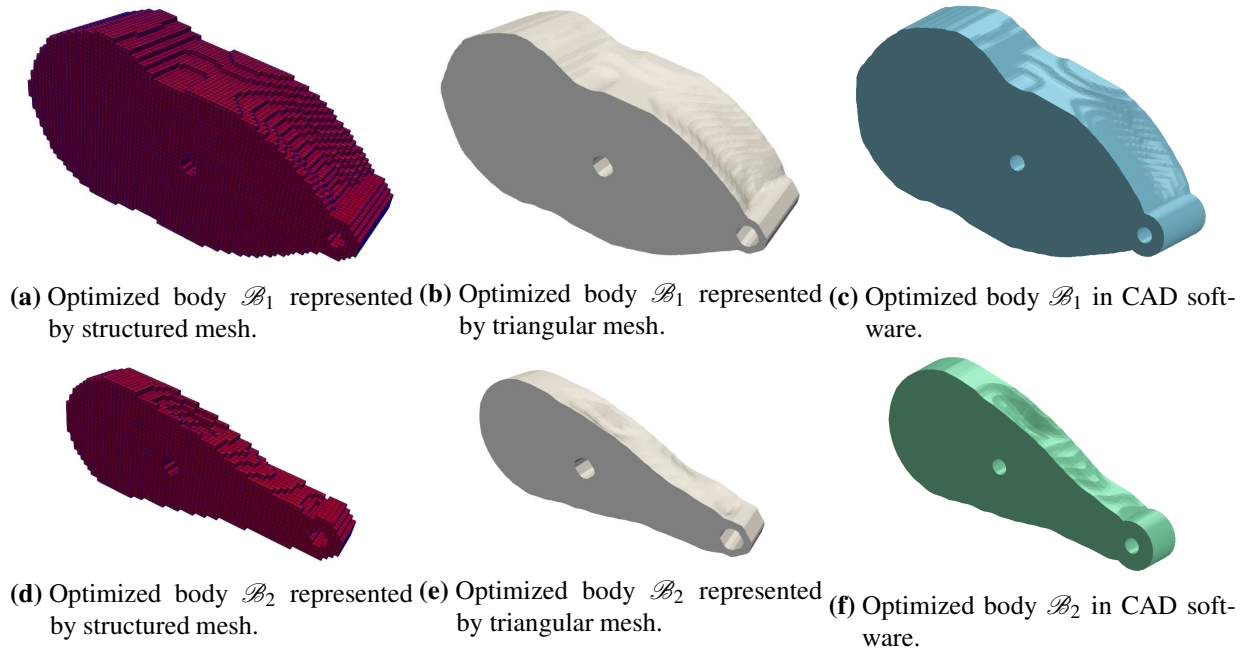 (a) Optimized body ℬ₁ represented
by structured mesh.
(b) Optimized body ℬ₁ represented
by triangular mesh.
(c) Optimized body ℬ₁ in CAD soft-
ware.
(d) Optimized body ℬ₂ represented
by structured mesh.
(e) Optimized body ℬ₂ represented
by triangular mesh.
(f) Optimized body ℬ₂ in CAD soft-
ware.